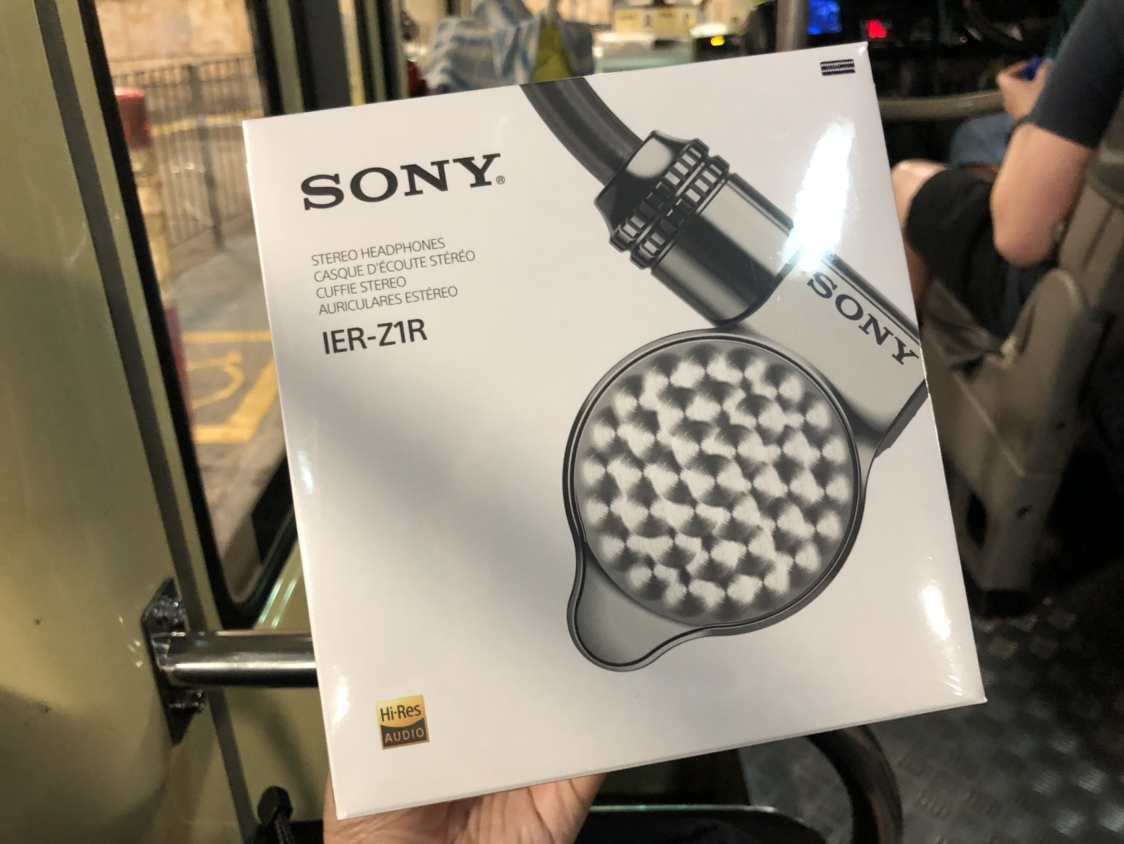 SONY®
STEREO HEADPHONES
CASQUE D'ÉCOUTE STÉRÉO
CUFFIE STEREO
AURICULARES ESTÉREO
IER-Z1R
SONY
Hi-Res
AUDIO